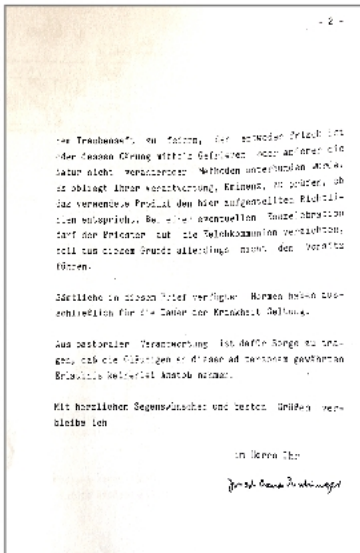 - 2 -
dem Traubensaft zu feiern, der entweder frisch ist
oder dessen Gärung mittels Gefrieren oder anderer die
Natur nicht verändernder Methoden unterbunden wurde.
Es obliegt Ihrer Verantwortung, Eminenz, zu prüfen, ob
das verwendete Produkt den hier aufgestellten Richtli-
nien entspricht. Bei einer eventuellen Konzelebration
darf der Priester auf die Kelchkommunion verzichten,
soll aus diesem Grunde allerdings nicht den Vorsitz
führen.
Sämtliche in diesem Brief verfügten Normen haben aus-
schließlich für die Dauer der Krankheit Geltung.
Aus pastoraler Verantwortung ist dafür Sorge zu tra-
gen, daß die Gläubigen an dieser ad personam gewährten
Erlaubnis keinerlei Anstoß nehmen.
Mit herzlichen Segenswünschen und besten Grüßen ver-
bleibe ich
im Herrn Ihr
Joseph Card. Ratzinger